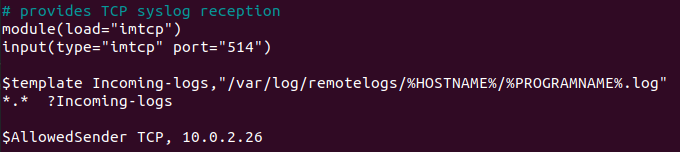 # provides TCP syslog reception
module(load="imtcp")
input(type="imtcp" port="514")
$template Incoming-logs,"/var/log/remotelogs/%HOSTNAME%/%PROGRAMNAME%.log"
*.*  ?Incoming-logs
$AllowedSender TCP, 10.0.2.26